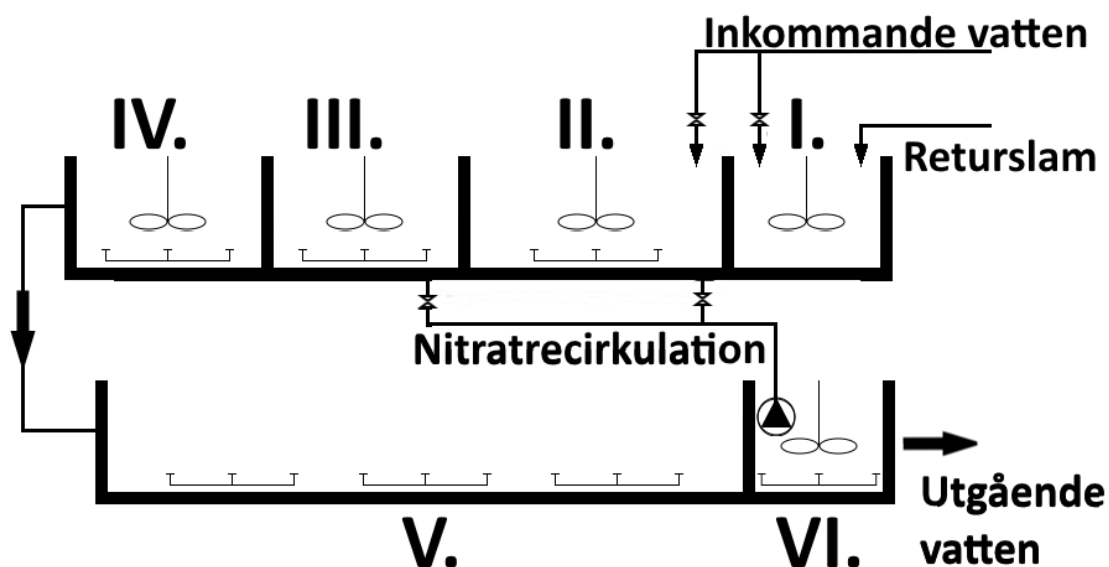 Inkommande vatten
IV.
III.
II.
I.
Returslam
Nitratrecirkulation
Utgående
vatten
V.
VI.